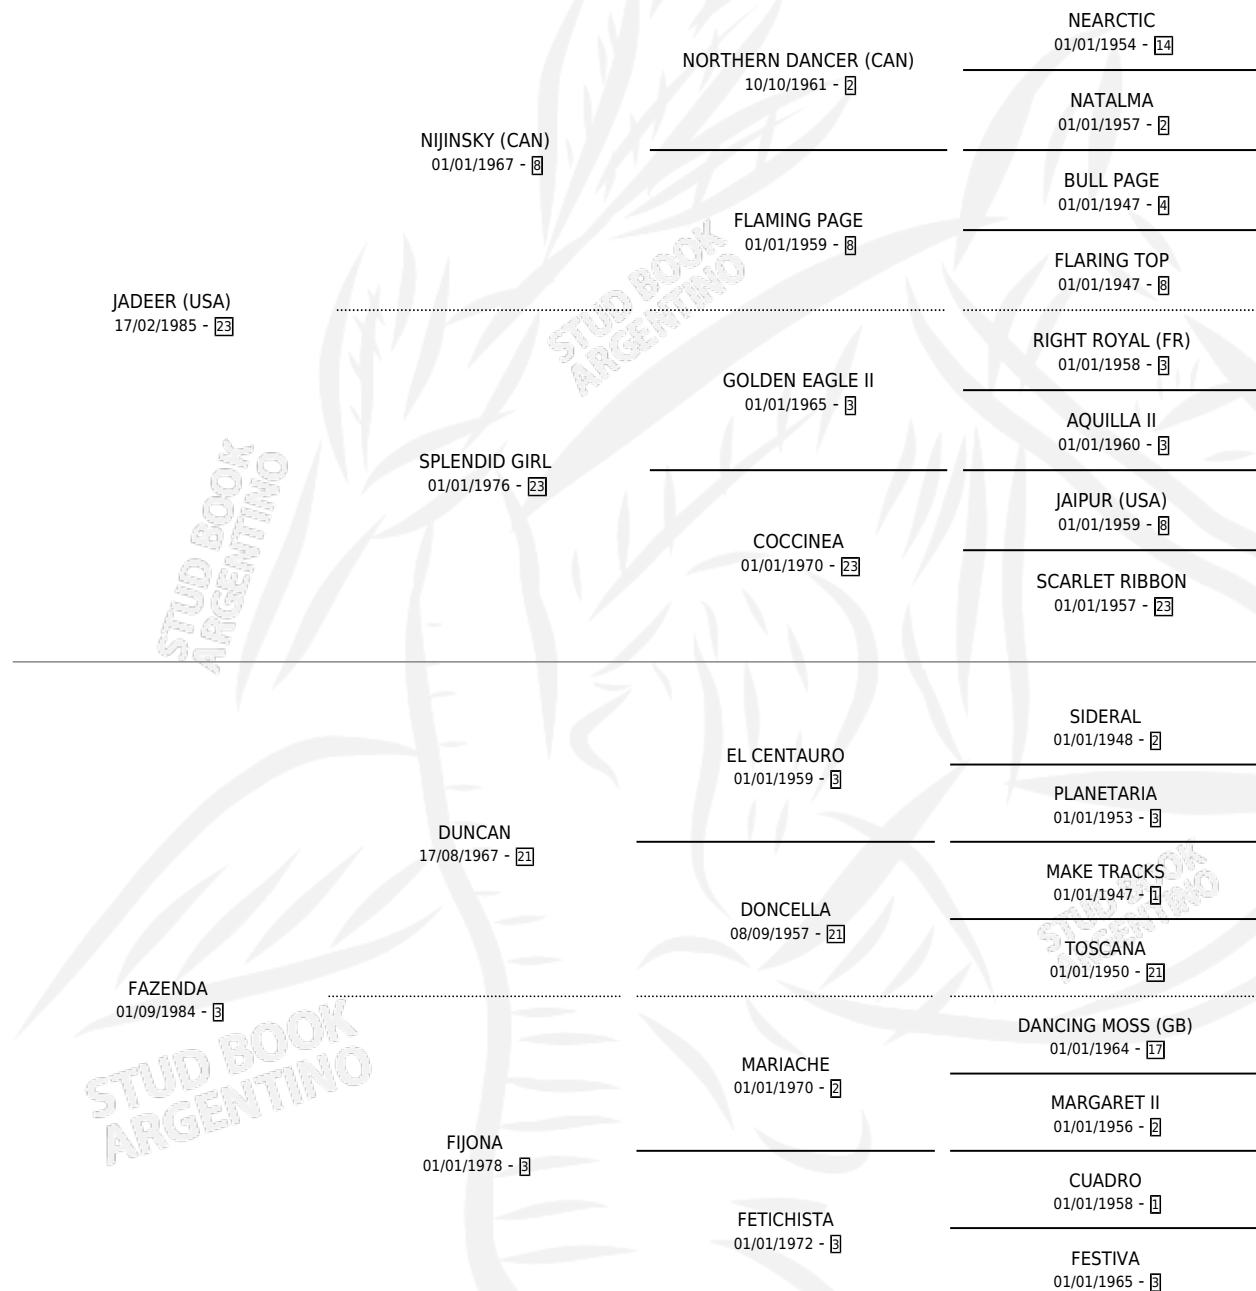 NEARCTIC
01/01/1954 - 14
NORTHERN DANCER (CAN)
10/10/1961 - 2
NATALMA
01/01/1957 - 2
NIJINSKY (CAN)
01/01/1967 - 8
BULL PAGE
01/01/1947 - 4
FLAMING PAGE
01/01/1959 - 8
FLARING TOP
01/01/1947 - 8
JADEER (USA)
17/02/1985 - 23
RIGHT ROYAL (FR)
01/01/1958 - 3
GOLDEN EAGLE II
01/01/1965 - 3
AQUILLA II
01/01/1960 - 3
SPLENDID GIRL
01/01/1976 - 23
JAIPUR (USA)
01/01/1959 - 8
COCCINEA
01/01/1970 - 23
SCARLET RIBBON
01/01/1957 - 23
SIDERAL
01/01/1948 - 2
EL CENTAURO
01/01/1959 - 3
PLANETARIA
01/01/1953 - 3
DUNCAN
17/08/1967 - 21
MAKE TRACKS
01/01/1947 - 1
DONCELLA
08/09/1957 - 21
TOSCANA
01/01/1950 - 21
FAZENDA
01/09/1984 - 3
DANCING MOSS (GB)
01/01/1964 - 17
MARIACHE
01/01/1970 - 2
MARGARET II
01/01/1956 - 2
FIJONA
01/01/1978 - 3
CUADRO
01/01/1958 - 1
FETICHISTA
01/01/1972 - 3
FESTIVA
01/01/1965 - 3
STUD BOOK
ARGENTINO
STUD BOOK
ARGENTINO
STUD BOOK
ARGENTINO
STUD BOOK
ARGENTINO